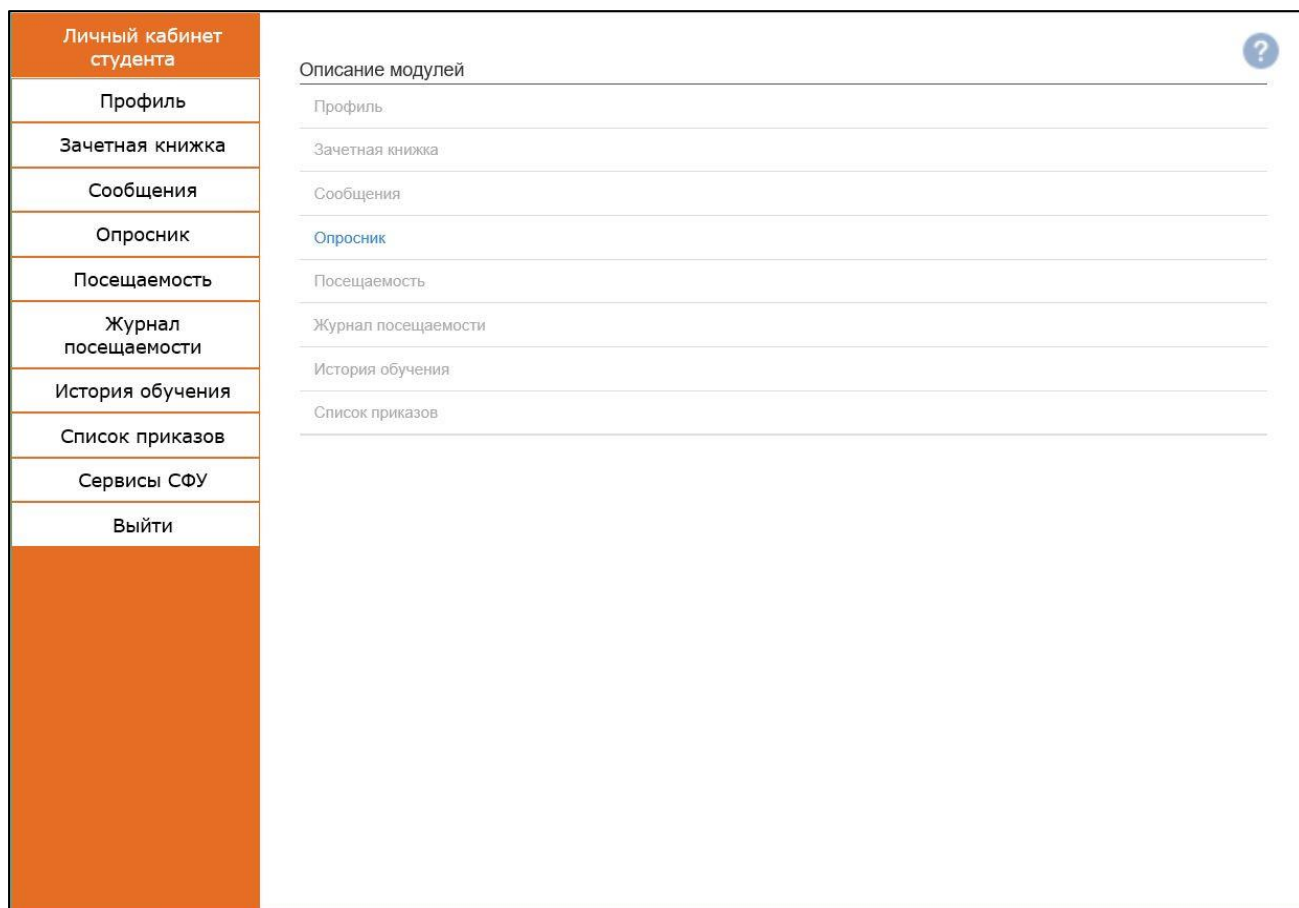 Личный кабинет
студента
Профиль
Зачетная книжка
Сообщения
Опросник
Посещаемость
Журнал
посещаемости
История обучения
Список приказов
Сервисы СФУ
Выйти
?
Описание модулей
Профиль
Зачетная книжка
Сообщения
Опросник
Посещаемость
Журнал посещаемости
История обучения
Список приказов